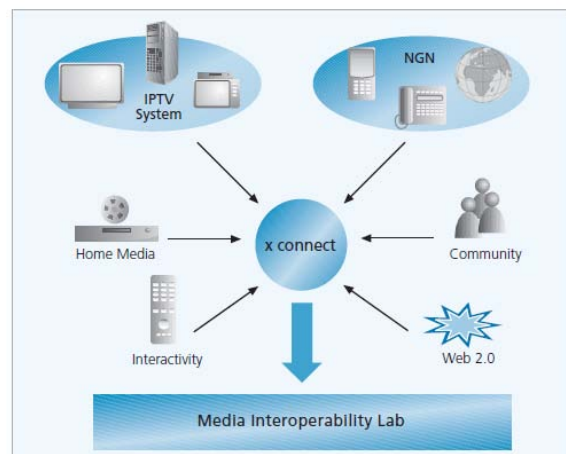 IPTV
System
NGN
Home Media
x connect
Community
Interactivity
Web 2.0
Media Interoperability Lab